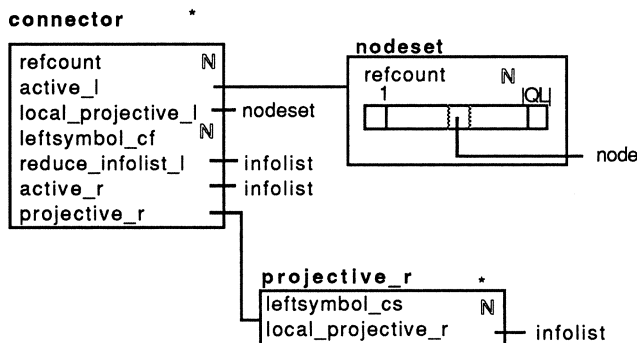 connector *
refcount ℕ
active_l
local_projective_l nodeset
leftsymbol_cf ℕ
reduce_infolist_l infolist
active_r infolist
projective_r
nodeset
refcount ℕ
1 |QL|
node
projective_r *
leftsymbol_cs ℕ
local_projective_r infolist